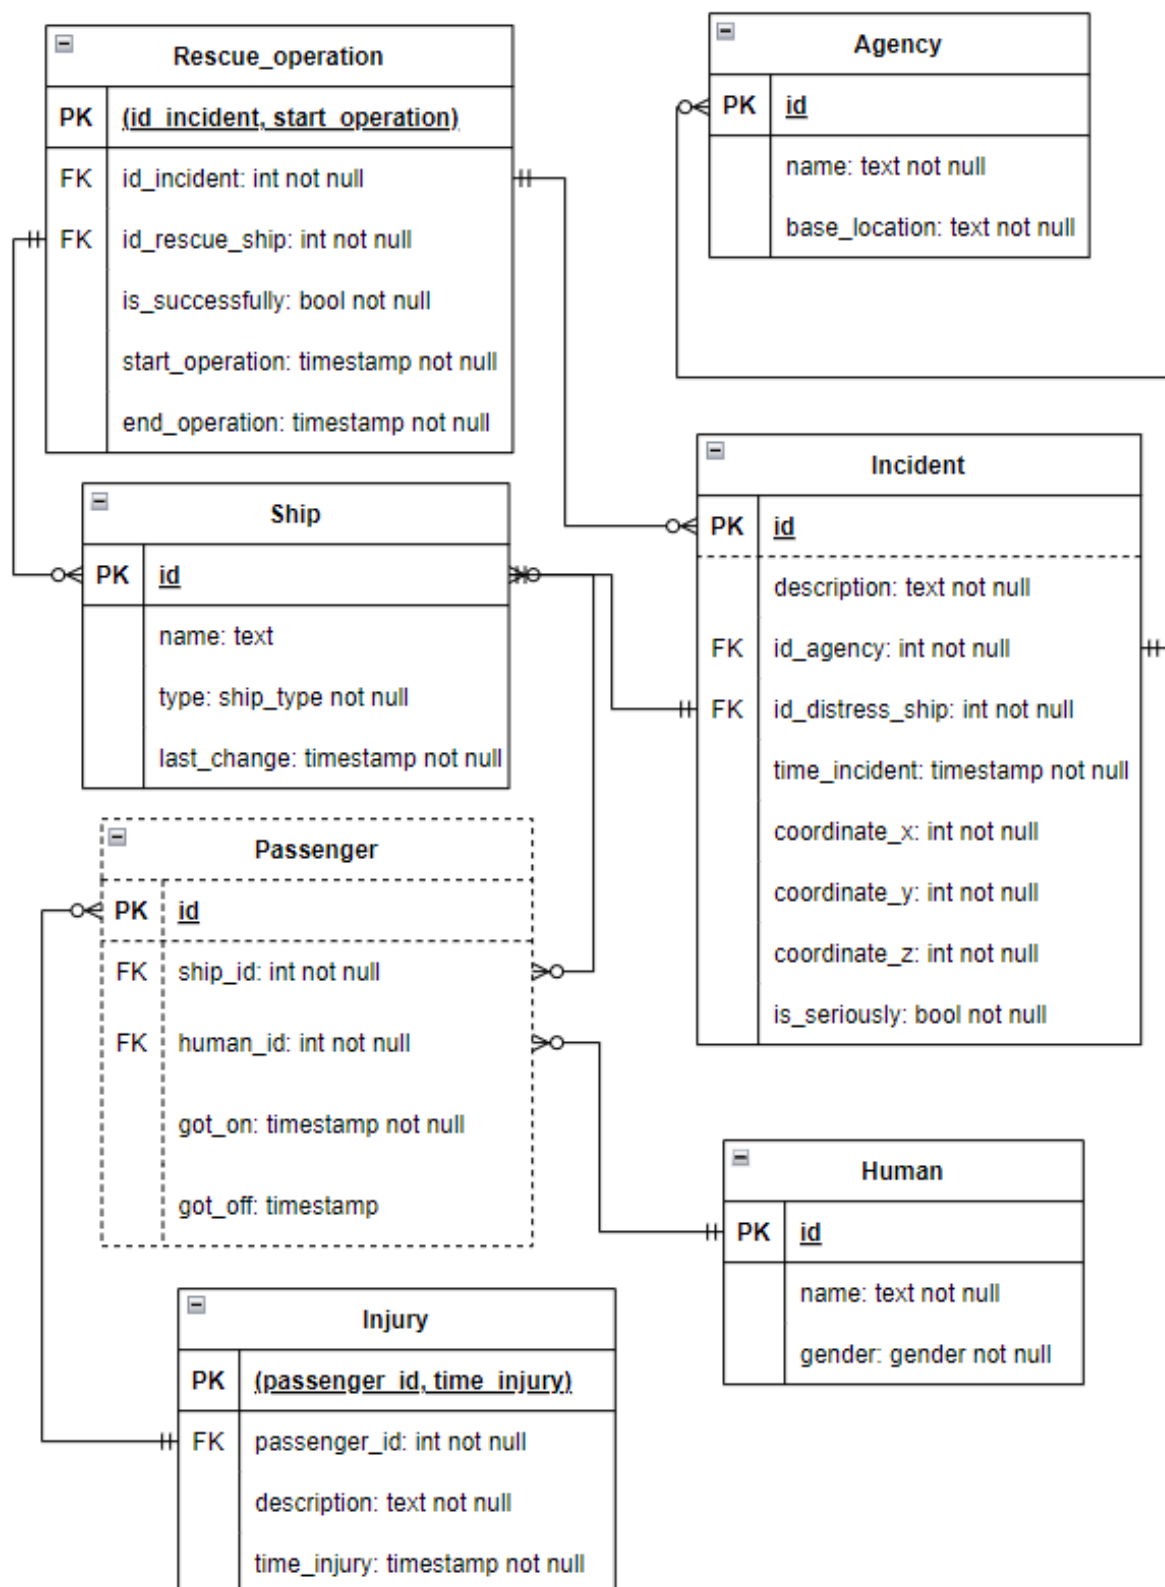 Rescue_operation
PK (id_incident, start_operation)
FK id_incident: int not null
FK id_rescue_ship: int not null
is_successfully: bool not null
start_operation: timestamp not null
end_operation: timestamp not null
Agency
PK id
name: text not null
base_location: text not null
Ship
PK id
name: text
type: ship_type not null
last_change: timestamp not null
Incident
PK id
description: text not null
FK id_agency: int not null
FK id_distress_ship: int not null
time_incident: timestamp not null
coordinate_x: int not null
coordinate_y: int not null
coordinate_z: int not null
is_seriously: bool not null
Passenger
PK id
FK ship_id: int not null
FK human_id: int not null
got_on: timestamp not null
got_off: timestamp
Human
PK id
name: text not null
gender: gender not null
Injury
PK (passenger_id, time_injury)
FK passenger_id: int not null
description: text not null
time_injury: timestamp not null